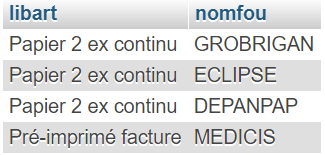 libart nomfou
Papier 2 ex continu GROBRIGAN
Papier 2 ex continu ECLIPSE
Papier 2 ex continu DEPANPAP
Pré-imprimé facture MEDICIS